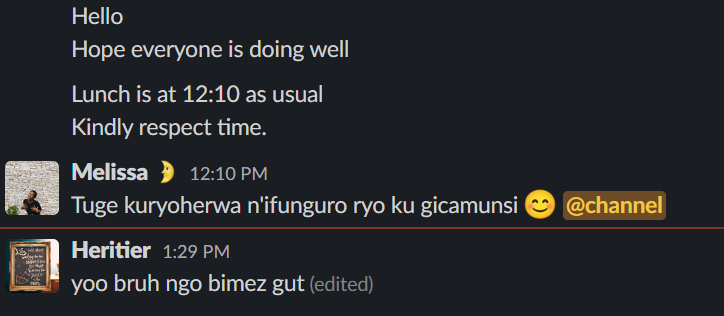 Hello
Hope everyone is doing well
Lunch is at 12:10 as usual
Kindly respect time.
Melissa 🌛 12:10 PM
Tuge kuryoherwa n'ifunguro ryo ku gicamunsi 😊 @channel
Heritier 1:29 PM
yoo bruh ngo bimez gut (edited)